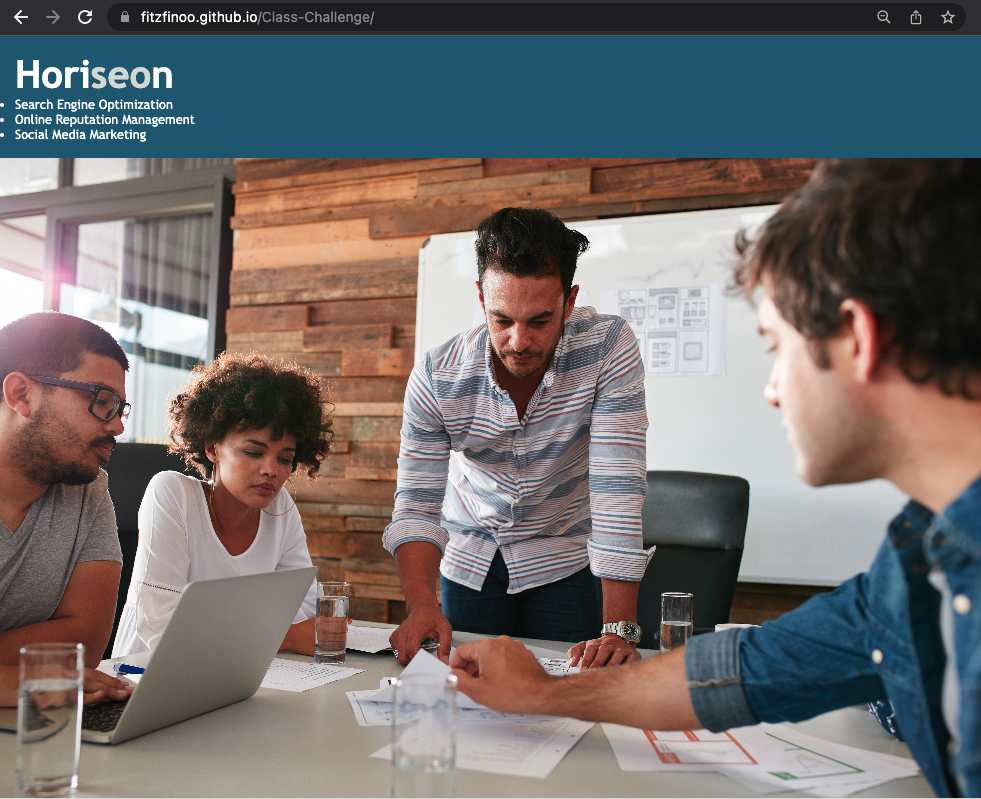 fitzfinoo.github.io/Class-Challenge/
Horiseon
Search Engine Optimization
Online Reputation Management
Social Media Marketing